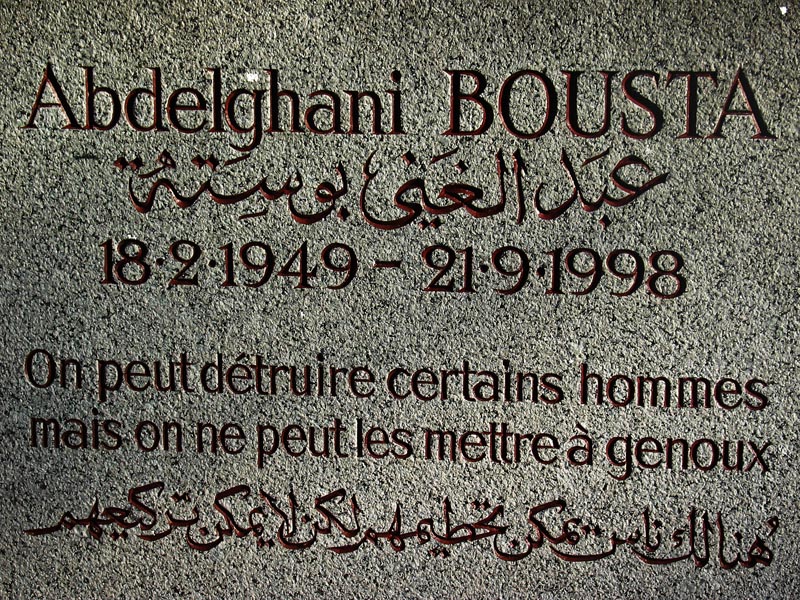 Abdelghani BOUSTA
عبد الغني بوستة
18·2·1949 - 21·9·1998
On peut détruire certains hommes
mais on ne peut les mettre à genoux
هنالك ناس يمكن تحطيمهم لكن لا يمكن تركيعهم